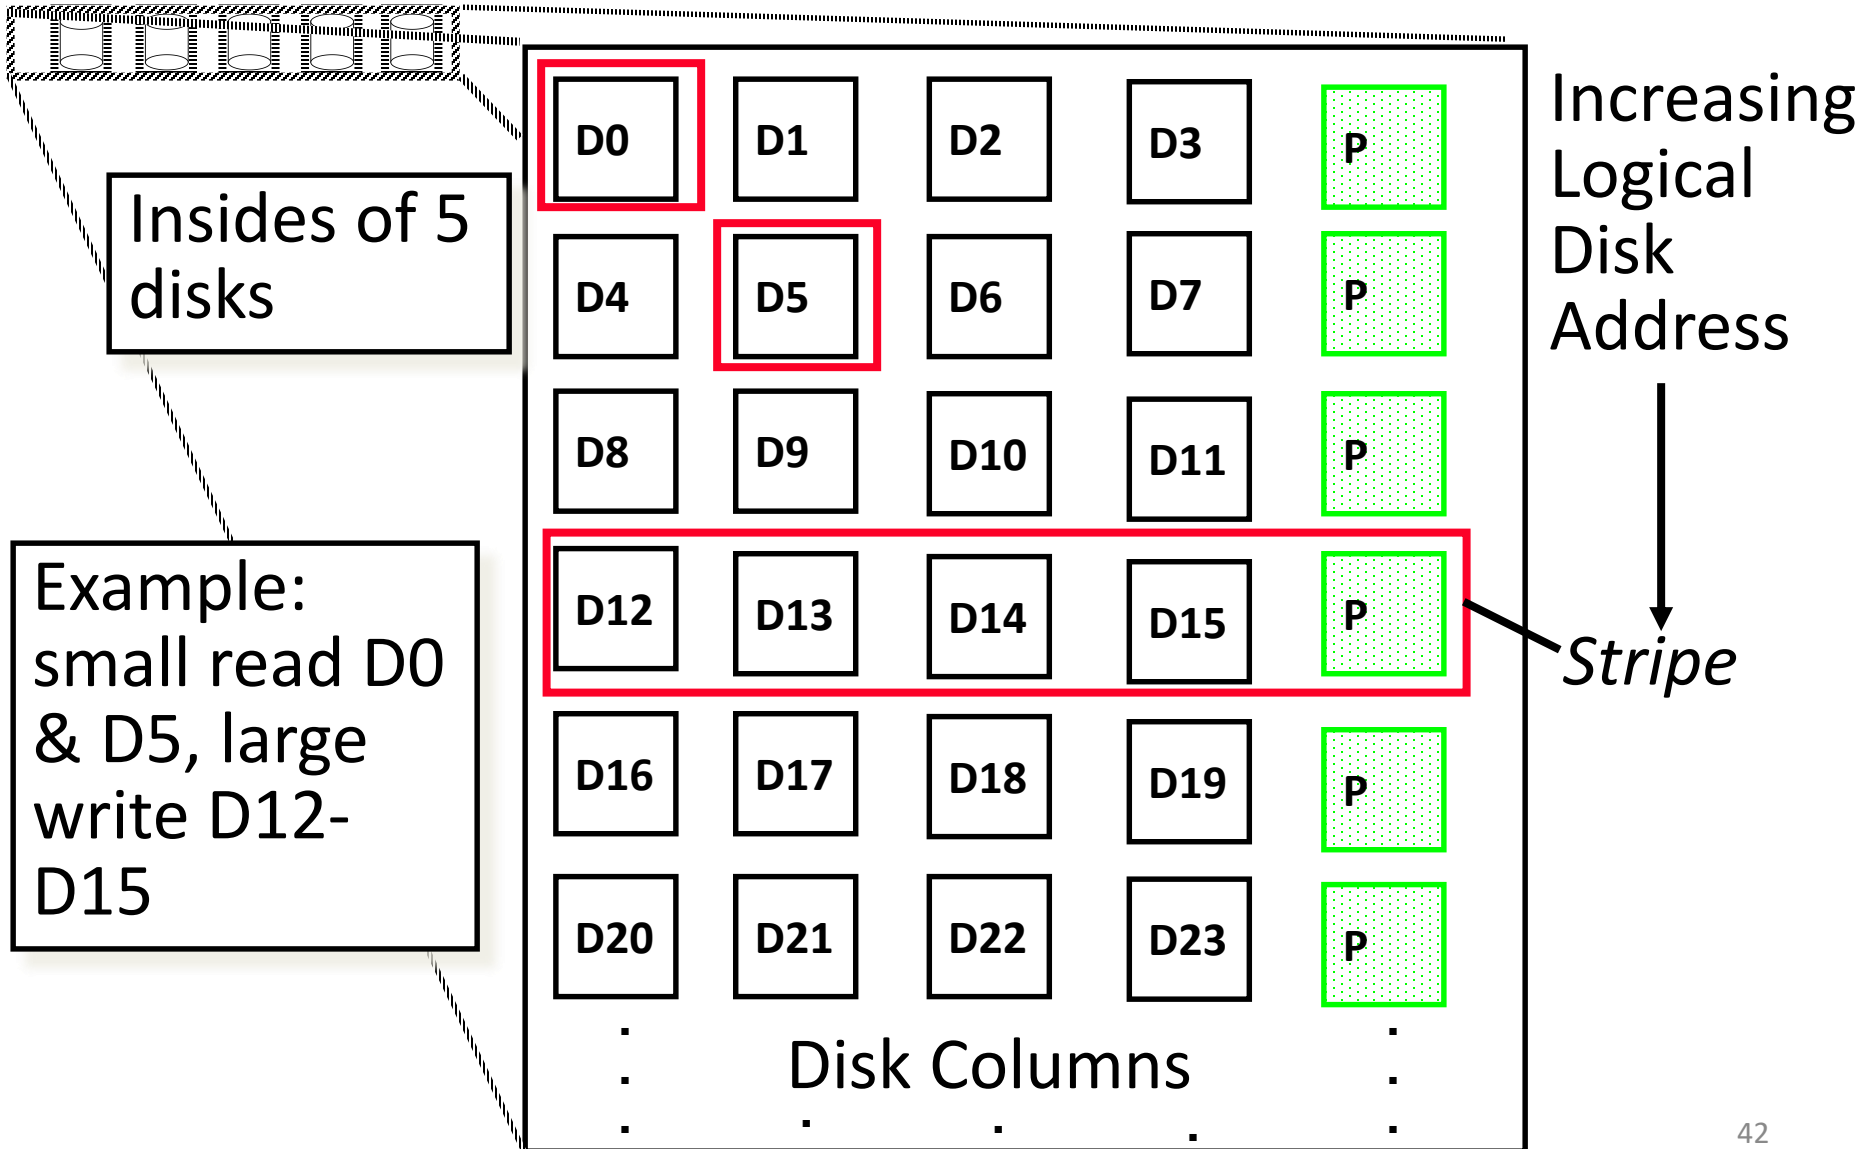 Insides of 5
disks
Example:
small read D0
& D5, large
write D12-
D15
D0 D1 D2 D3 P
D4 D5 D6 D7 P
D8 D9 D10 D11 P
D12 D13 D14 D15 P
D16 D17 D18 D19 P
D20 D21 D22 D23 P
Disk Columns
Increasing
Logical
Disk
Address
Stripe
42